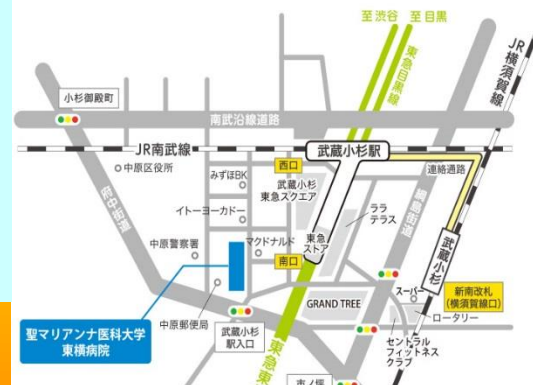 至渋谷
至目黒
東急目黒線
JR横須賀線
小杉御殿町
南武沿線道路
JR南武線
武蔵小杉駅
中原区役所
みずほBK
西口
武蔵小杉
東急スクエア
連絡通路
綱島街道
府中街道
イトーヨーカドー
ララ
テラス
中原警察署
マクドナルド
東急
ストア
南口
武蔵小杉
スーパー
新南改札
(横須賀線口)
GRAND TREE
ロータリー
聖マリアンナ医科大学
東横病院
中原郵便局
武蔵小杉
駅入口
セントラル
フィットネス
クラブ
東急東
市ノ坪